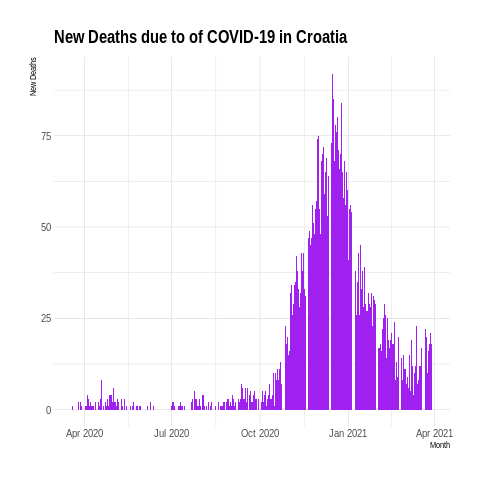 New Deaths due to of COVID-19 in Croatia
New Deaths
75
50
25
0
Apr 2020
Jul 2020
Oct 2020
Jan 2021
Apr 2021
Month